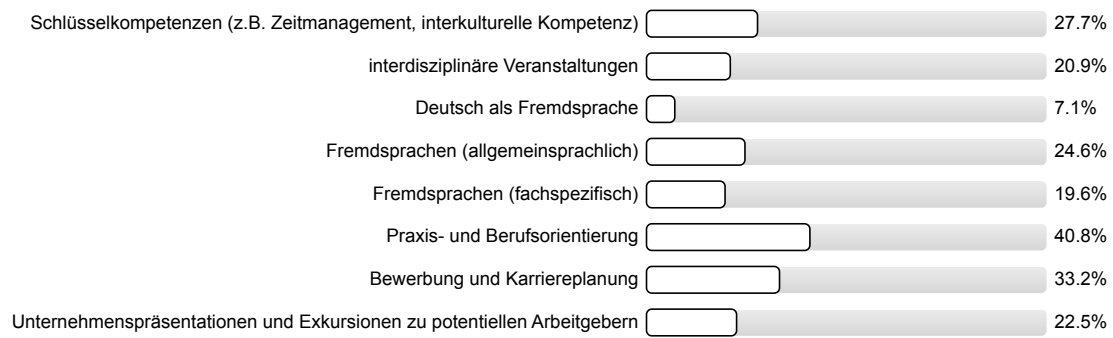 Schlüsselkompetenzen (z.B. Zeitmanagement, interkulturelle Kompetenz) 27.7%
interdisziplinäre Veranstaltungen 20.9%
Deutsch als Fremdsprache 7.1%
Fremdsprachen (allgemeinsprachlich) 24.6%
Fremdsprachen (fachspezifisch) 19.6%
Praxis- und Berufsorientierung 40.8%
Bewerbung und Karriereplanung 33.2%
Unternehmenspräsentationen und Exkursionen zu potentiellen Arbeitgebern 22.5%